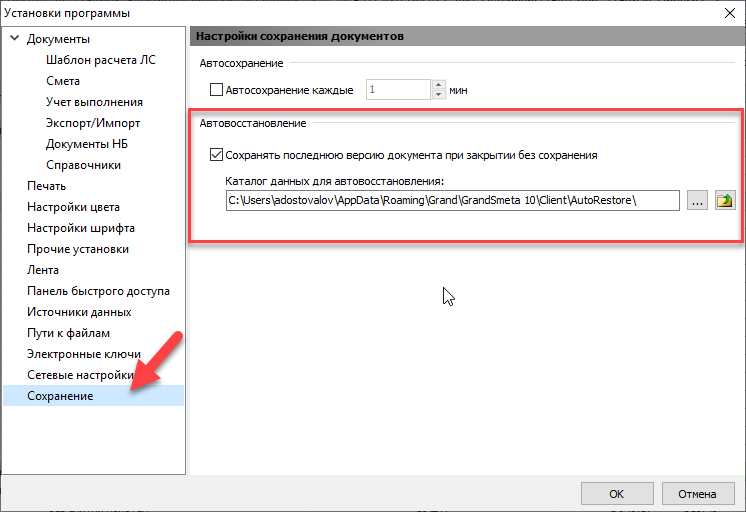 Установки программы
Документы
Шаблон расчета ЛС
Смета
Учет выполнения
Экспорт/Импорт
Документы НБ
Справочники
Печать
Настройки цвета
Настройки шрифта
Прочие установки
Лента
Панель быстрого доступа
Источники данных
Пути к файлам
Электронные ключи
Сетевые настройки
Сохранение
Настройки сохранения документов
Автосохранение
Автосохранение каждые 1 мин
Автовосстановление
Сохранять последнюю версию документа при закрытии без сохранения
Каталог данных для автовосстановления:
C:\Users\adostovalov\AppData\Roaming\Grand\GrandSmeta 10\Client\AutoRestore\ ...
ОК Отмена